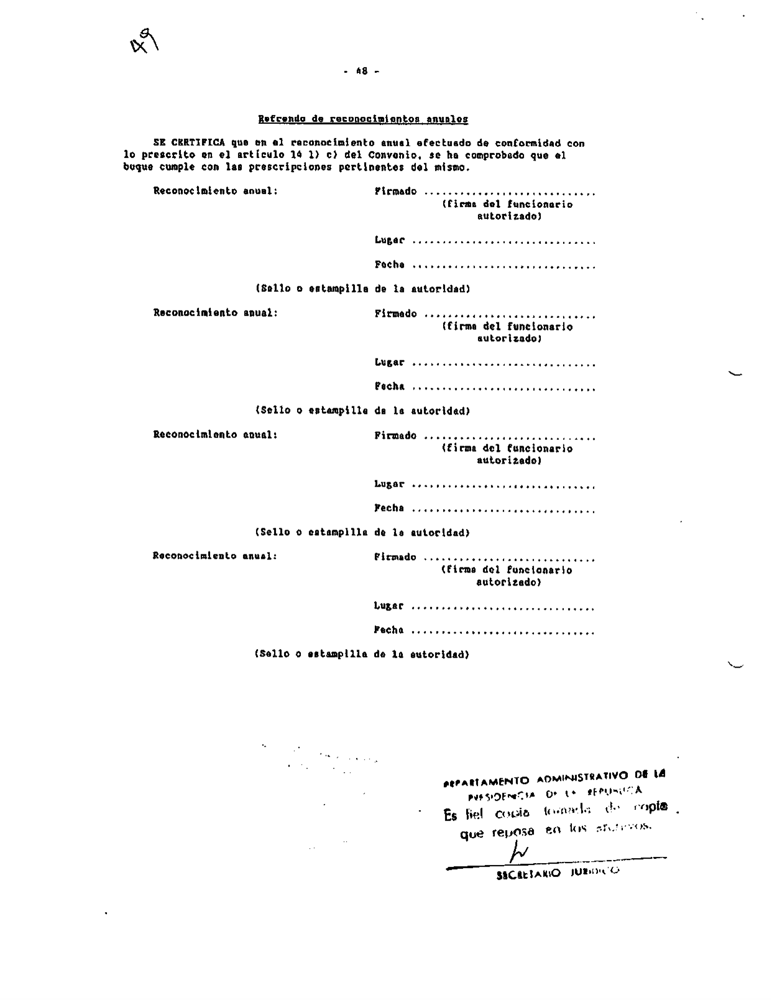 49
- 48 -
Refrendo de reconocimientos anuales
SE CERTIFICA que en el reconocimiento anual efectuado de conformidad con
lo prescrito en el artículo 14 1) c) del Convenio, se ha comprobado que el
buque cumple con las prescripciones pertinentes del mismo.
Reconocimiento anual: Firmado .............................
(firma del funcionario
autorizado)
Lugar ...............................
Fecha ...............................
(Sello o estampilla de la autoridad)
Reconocimiento anual: Firmado .............................
(firma del funcionario
autorizado)
Lugar ...............................
Fecha ...............................
(Sello o estampilla de la autoridad)
Reconocimiento anual: Firmado .............................
(firma del funcionario
autorizado)
Lugar ...............................
Fecha ...............................
(Sello o estampilla de la autoridad)
Reconocimiento anual: Firmado .............................
(firma del funcionario
autorizado)
Lugar ...............................
Fecha ...............................
(Sello o estampilla de la autoridad)
DEPARTAMENTO ADMINISTRATIVO DE LA
PRESIDENCIA DE LA REPUBLICA
Es fiel copia tomada de copia
que reposa en los archivos.
SECRETARIO JURIDICO